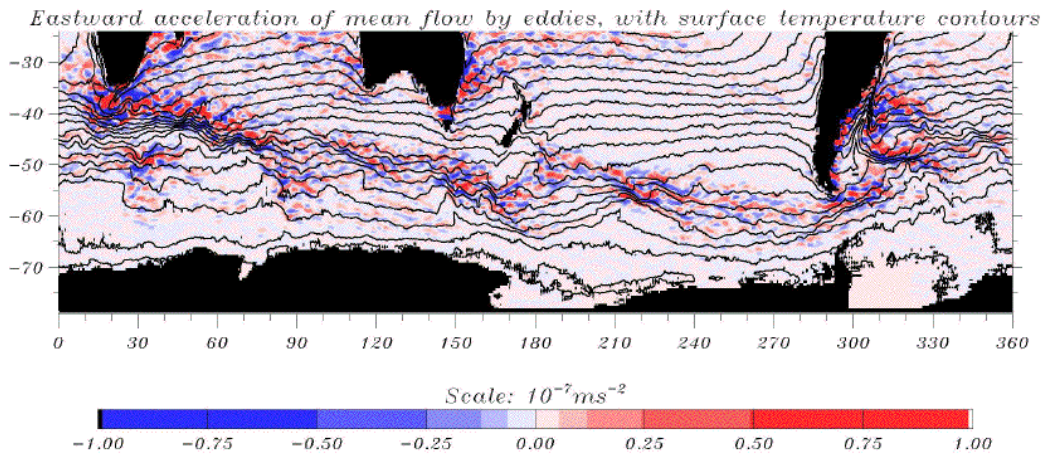 Eastward acceleration of mean flow by eddies, with surface temperature contours
-30
-40
-50
-60
-70
0 30 60 90 120 150 180 210 240 270 300 330 360
Scale: 10⁻⁷ms⁻²
-1.00 -0.75 -0.50 -0.25 0.00 0.25 0.50 0.75 1.00